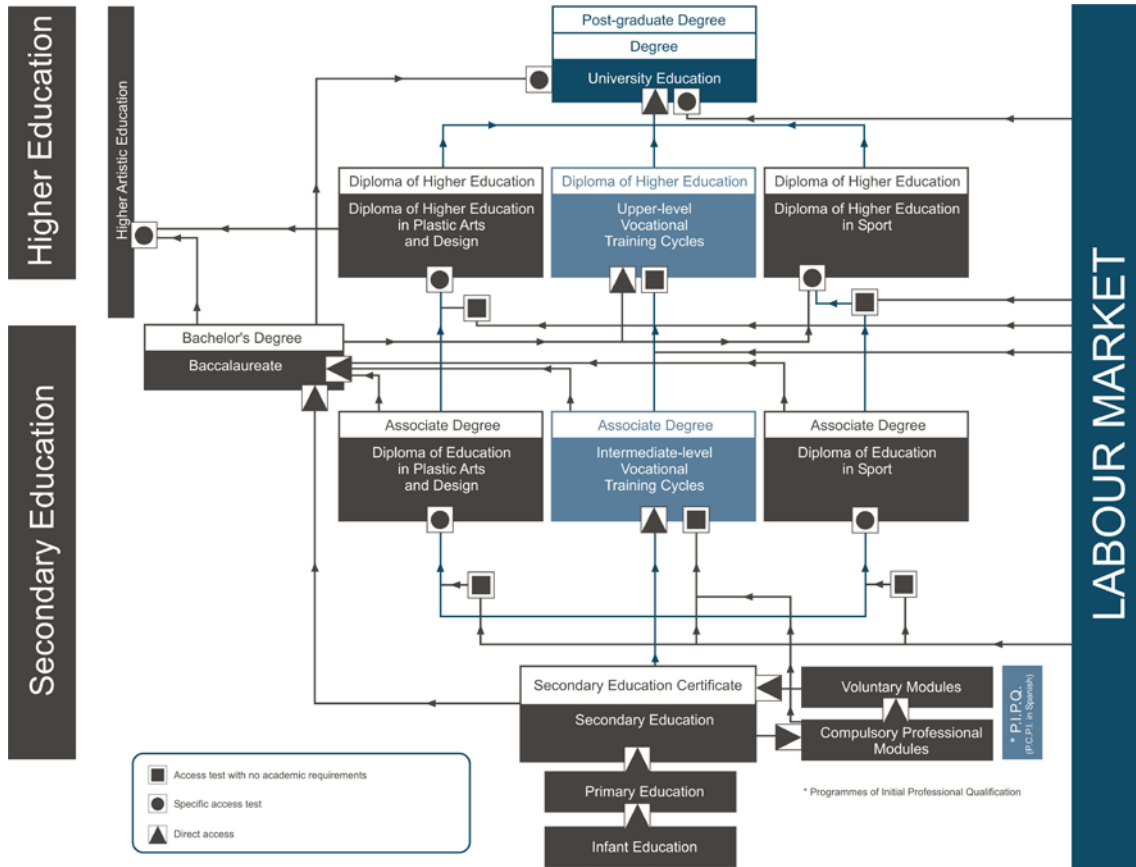 Higher Education
Secondary Education
Higher Artistic Education
Post-graduate Degree
Degree
University Education
Diploma of Higher Education
Diploma of Higher Education
in Plastic Arts
and Design
Diploma of Higher Education
Upper-level
Vocational
Training Cycles
Diploma of Higher Education
Diploma of Higher Education
in Sport
Bachelor's Degree
Baccalaureate
Associate Degree
Diploma of Education
in Plastic Arts
and Design
Associate Degree
Intermediate-level
Vocational
Training Cycles
Associate Degree
Diploma of Education
in Sport
Secondary Education Certificate
Secondary Education
Voluntary Modules
Compulsory Professional
Modules
* P.I.P.Q.
(P.C.P.I. in Spanish)
Primary Education
Infant Education
* Programmes of Initial Professional Qualification
Access test with no academic requirements
Specific access test
Direct access
LABOUR MARKET